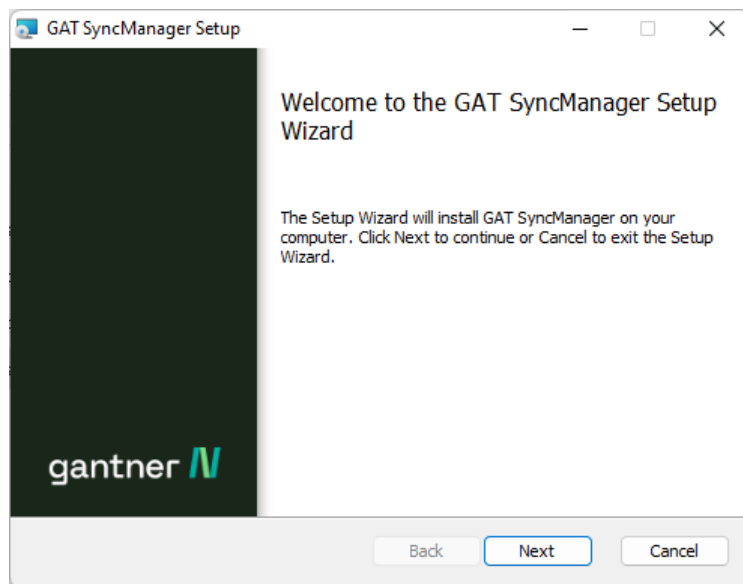 GAT SyncManager Setup
Welcome to the GAT SyncManager Setup
Wizard
The Setup Wizard will install GAT SyncManager on your
computer. Click Next to continue or Cancel to exit the Setup
Wizard.
gantner
Back Next Cancel